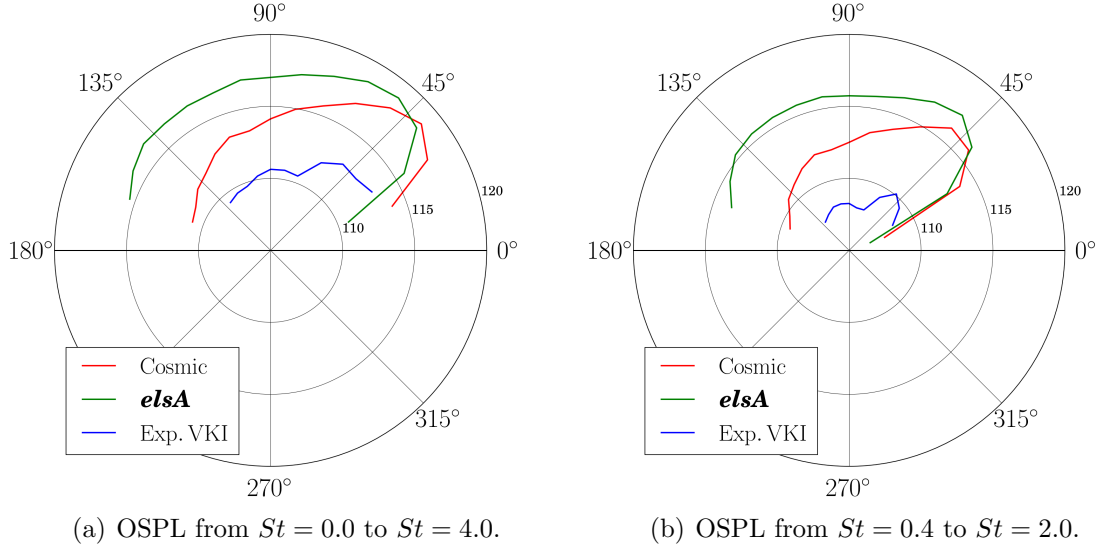 90°
135°
45°
180°
0°
120
115
110
315°
270°
Cosmic
elsA
Exp. VKI
(a) OSPL from St = 0.0 to St = 4.0.
90°
135°
45°
180°
0°
120
115
110
315°
270°
Cosmic
elsA
Exp. VKI
(b) OSPL from St = 0.4 to St = 2.0.